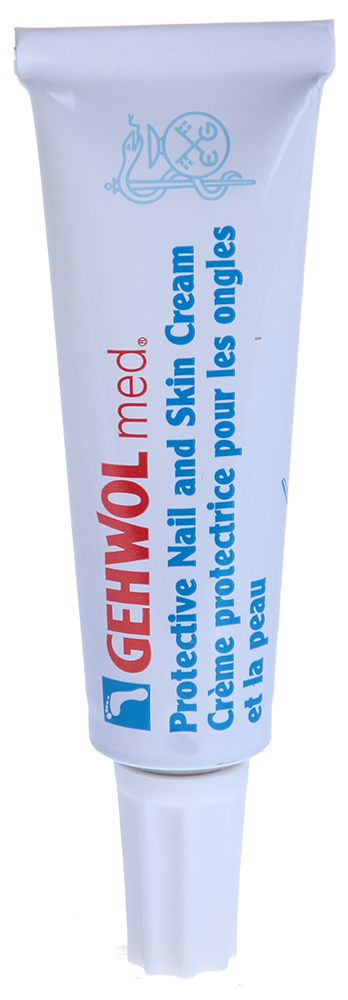 GEHWOL med®
Protective Nail and Skin Cream
Crème protectrice pour les ongles
et la peau